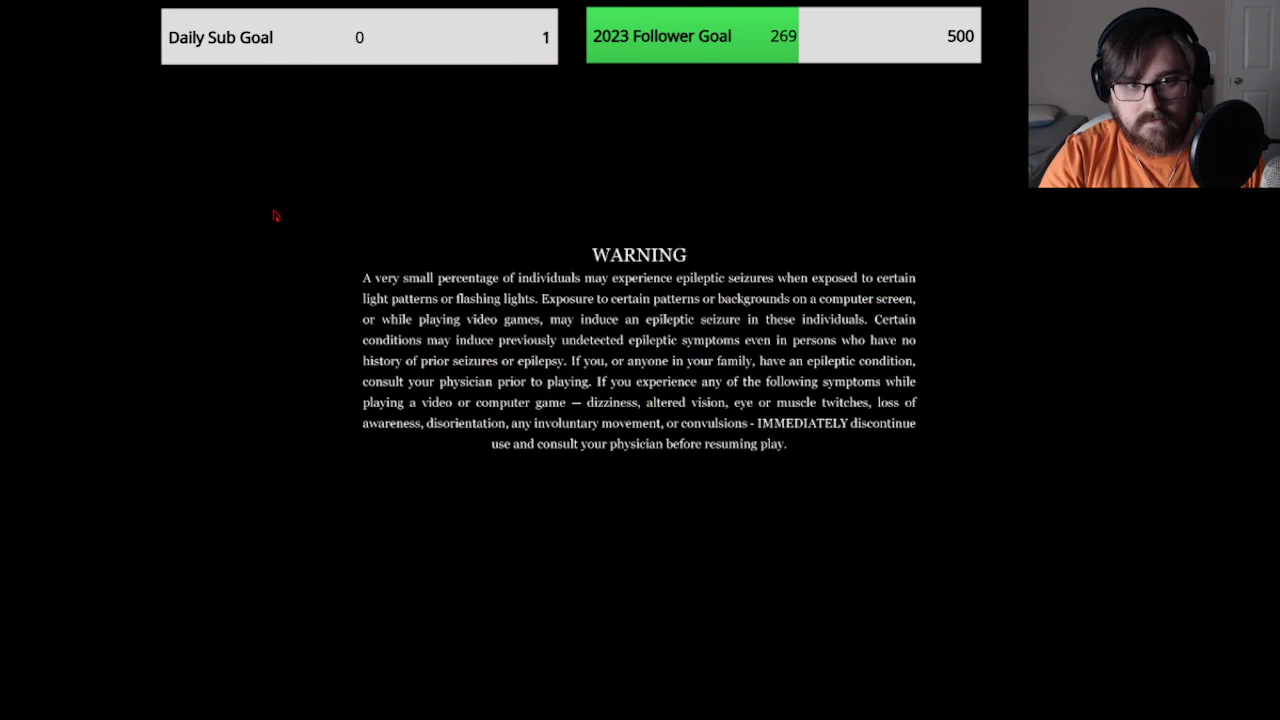 Daily Sub Goal 0 1
2023 Follower Goal 269 500
WARNING
A very small percentage of individuals may experience epileptic seizures when exposed to certain
light patterns or flashing lights. Exposure to certain patterns or backgrounds on a computer screen,
or while playing video games, may induce an epileptic seizure in these individuals. Certain
conditions may induce previously undetected epileptic symptoms even in persons who have no
history of prior seizures or epilepsy. If you, or anyone in your family, have an epileptic condition,
consult your physician prior to playing. If you experience any of the following symptoms while
playing a video or computer game — dizziness, altered vision, eye or muscle twitches, loss of
awareness, disorientation, any involuntary movement, or convulsions - IMMEDIATELY discontinue
use and consult your physician before resuming play.